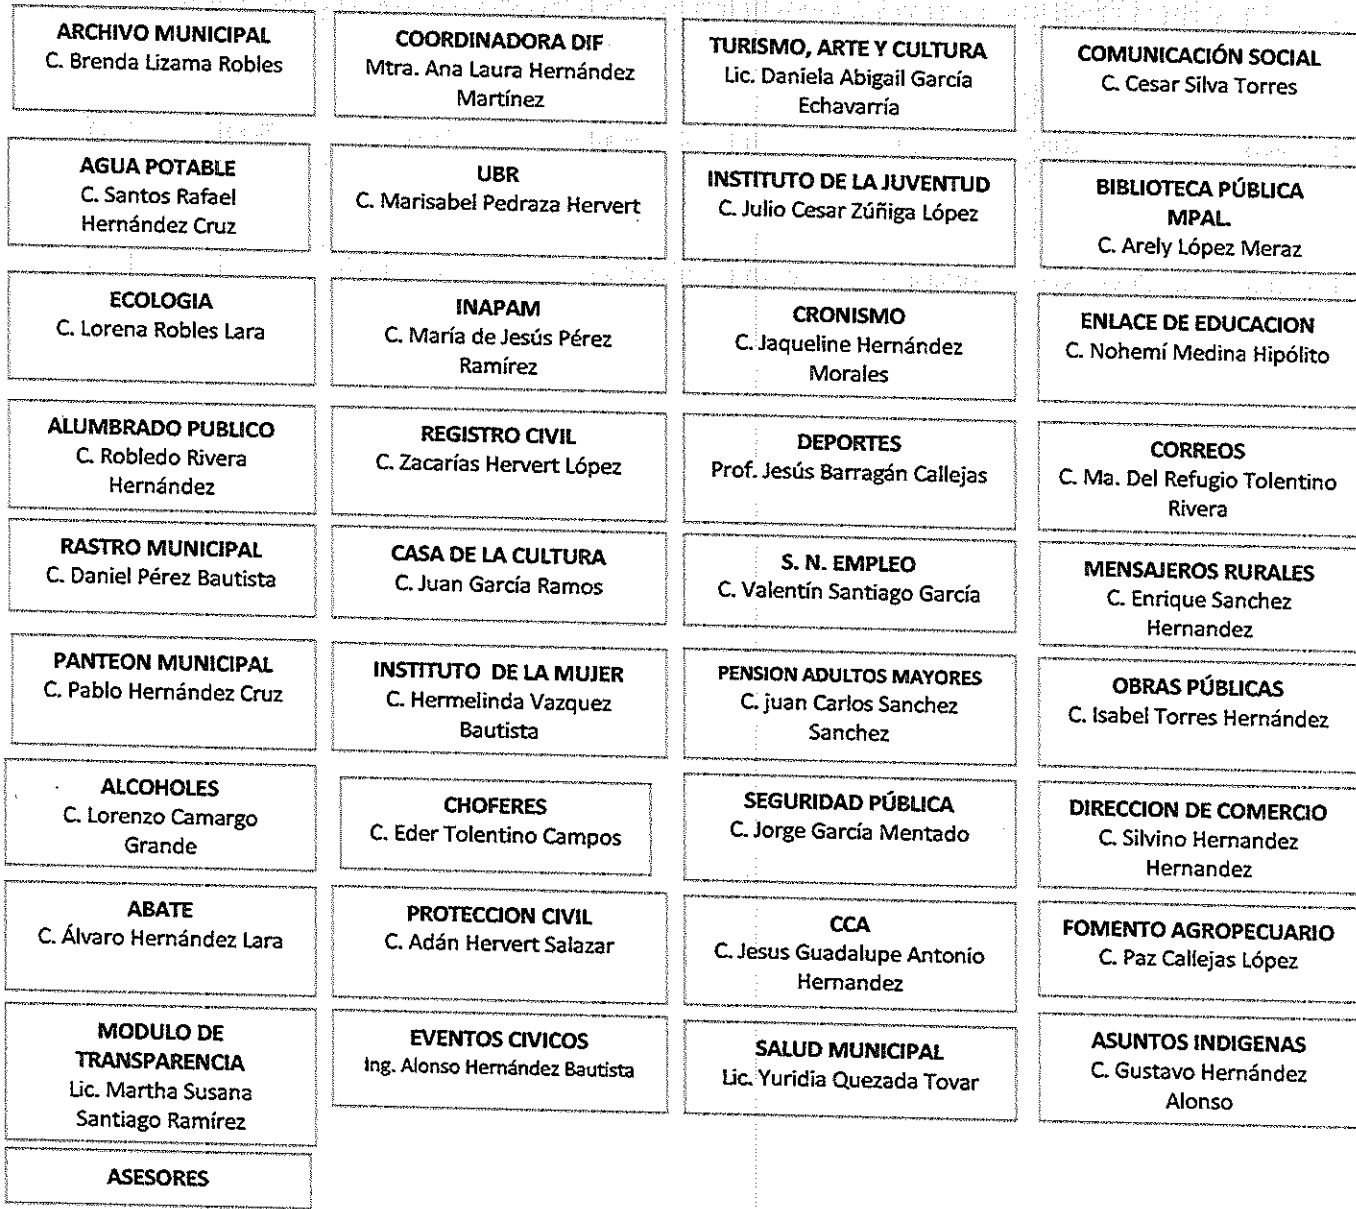 ARCHIVO MUNICIPAL
C. Brenda Lizama Robles
COORDINADORA DIF
Mtra. Ana Laura Hernández
Martínez
TURISMO, ARTE Y CULTURA
Lic. Daniela Abigail García
Echavarría
COMUNICACIÓN SOCIAL
C. Cesar Silva Torres
AGUA POTABLE
C. Santos Rafael
Hernández Cruz
UBR
C. Marisabel Pedraza Hervert
INSTITUTO DE LA JUVENTUD
C. Julio Cesar Zúñiga López
BIBLIOTECA PÚBLICA
MPAL.
C. Arely López Meraz
ECOLOGIA
C. Lorena Robles Lara
INAPAM
C. María de Jesús Pérez
Ramírez
CRONISMO
C. Jaqueline Hernández
Morales
ENLACE DE EDUCACION
C. Nohemí Medina Hipólito
ALUMBRADO PUBLICO
C. Robledo Rivera
Hernández
REGISTRO CIVIL
C. Zacarías Hervert López
DEPORTES
Prof. Jesús Barragán Callejas
CORREOS
C. Ma. Del Refugio Tolentino
Rivera
RASTRO MUNICIPAL
C. Daniel Pérez Bautista
CASA DE LA CULTURA
C. Juan García Ramos
S. N. EMPLEO
C. Valentín Santiago García
MENSAJEROS RURALES
C. Enrique Sanchez
Hernandez
PANTEON MUNICIPAL
C. Pablo Hernández Cruz
INSTITUTO DE LA MUJER
C. Hermelinda Vazquez
Bautista
PENSION ADULTOS MAYORES
C. juan Carlos Sanchez
Sanchez
OBRAS PÚBLICAS
C. Isabel Torres Hernández
ALCOHOLES
C. Lorenzo Camargo
Grande
CHOFERES
C. Eder Tolentino Campos
SEGURIDAD PÚBLICA
C. Jorge García Mentado
DIRECCION DE COMERCIO
C. Silvino Hernandez
Hernandez
ABATE
C. Álvaro Hernández Lara
PROTECCION CIVIL
C. Adán Hervert Salazar
CCA
C. Jesus Guadalupe Antonio
Hernandez
FOMENTO AGROPECUARIO
C. Paz Callejas López
MODULO DE
TRANSPARENCIA
Lic. Martha Susana
Santiago Ramírez
EVENTOS CIVICOS
Ing. Alonso Hernández Bautista
SALUD MUNICIPAL
Lic. Yuridia Quezada Tovar
ASUNTOS INDIGENAS
C. Gustavo Hernández
Alonso
ASESORES